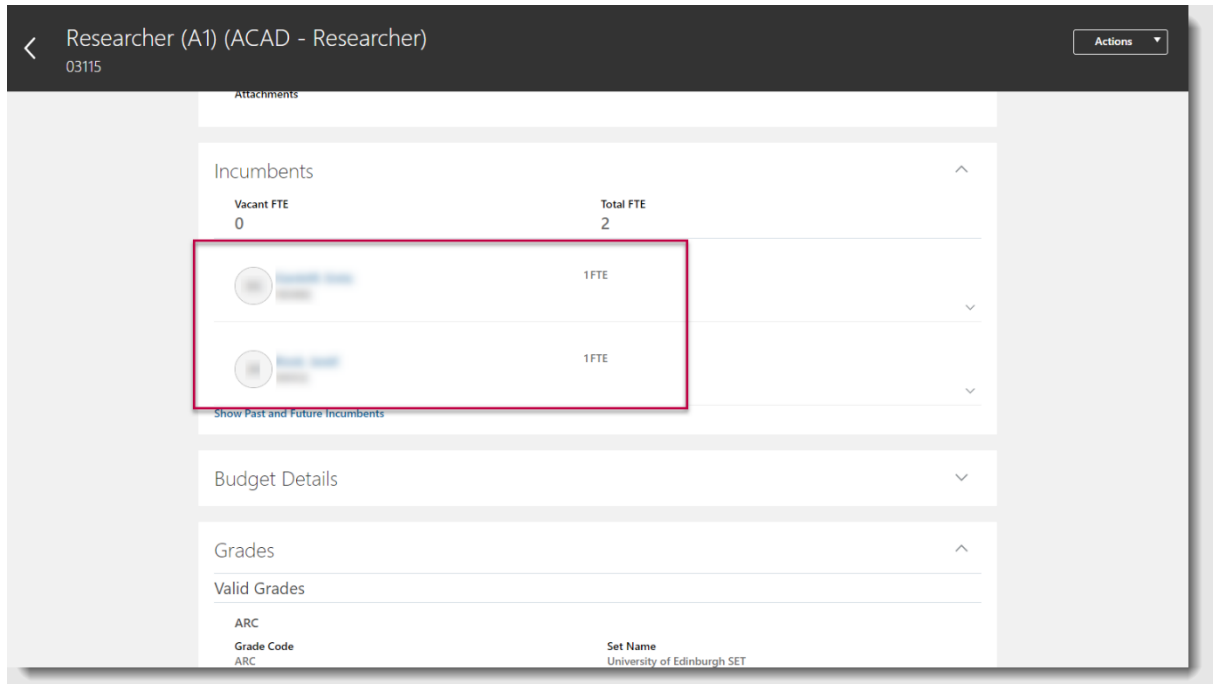 Researcher (A1) (ACAD - Researcher)
Actions
03115
Attachments
Incumbents
Vacant FTE Total FTE
0 2
1 FTE
1 FTE
Show Past and Future Incumbents
Budget Details
Grades
Valid Grades
ARC
Grade Code Set Name
ARC University of Edinburgh SET